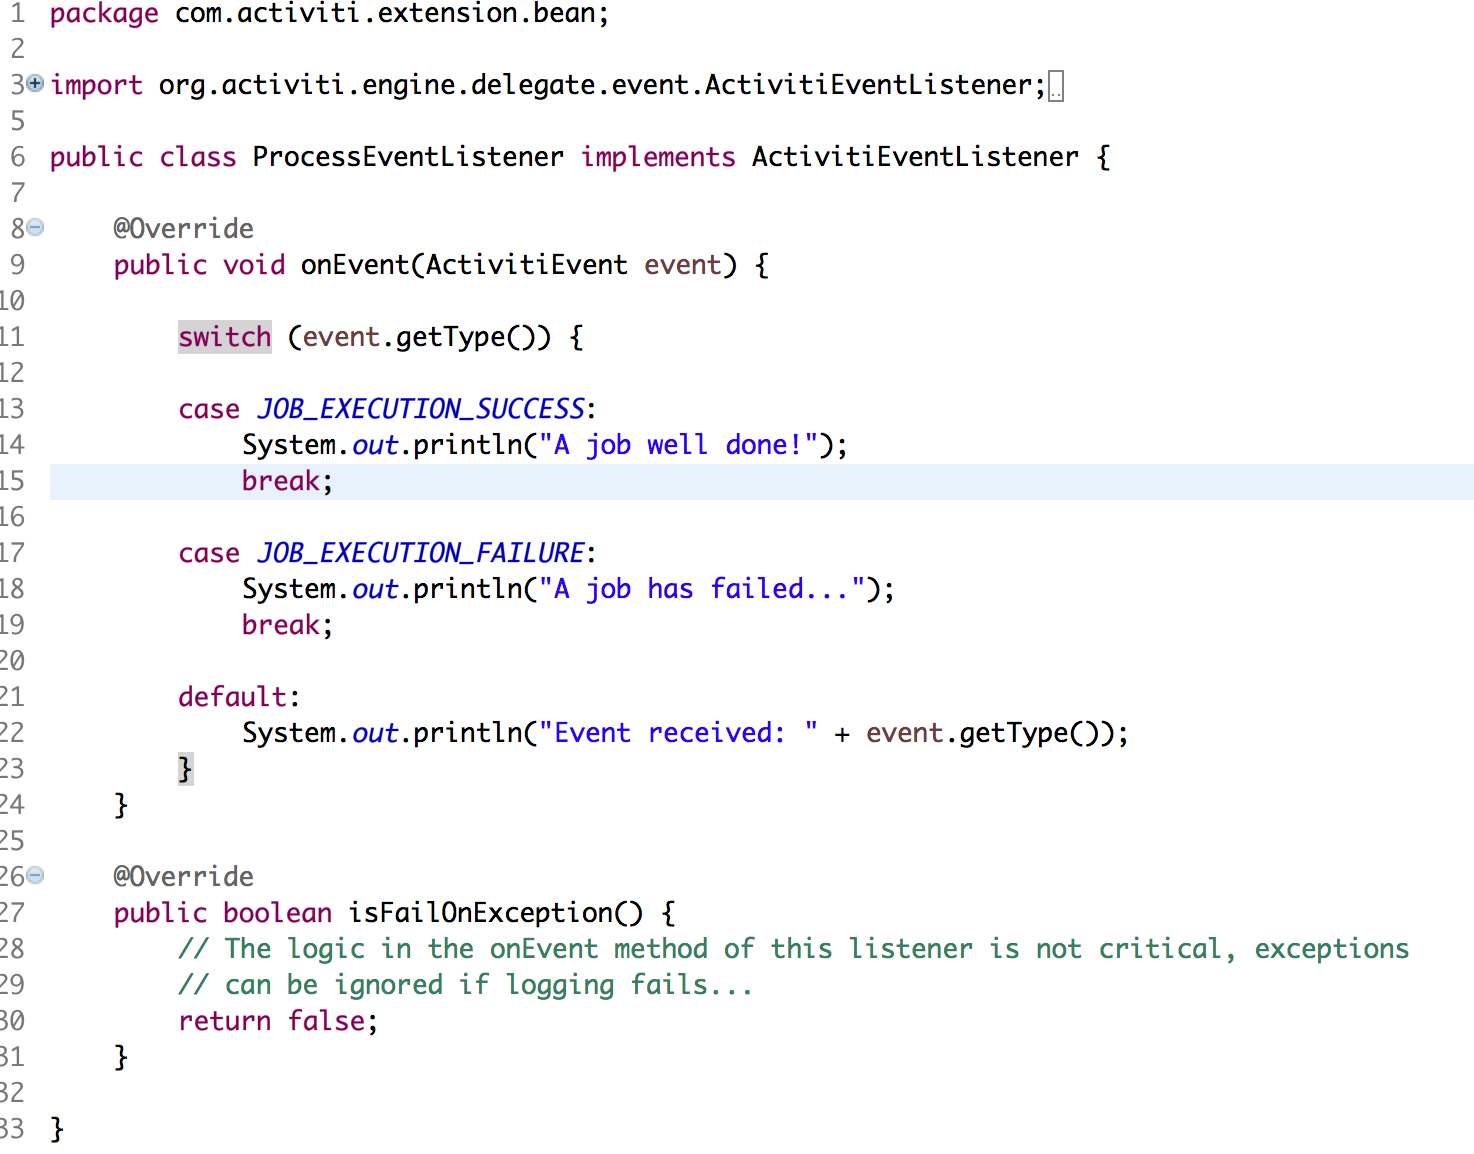 1 package com.activiti.extension.bean;
2
3 import org.activiti.engine.delegate.event.ActivitiEventListener;..
5
6 public class ProcessEventListener implements ActivitiEventListener {
7
8     @Override
9     public void onEvent(ActivitiEvent event) {
10
11         switch (event.getType()) {
12
13         case JOB_EXECUTION_SUCCESS:
14             System.out.println("A job well done!");
15             break;
16
17         case JOB_EXECUTION_FAILURE:
18             System.out.println("A job has failed...");
19             break;
20
21         default:
22             System.out.println("Event received: " + event.getType());
23         }
24     }
25
26     @Override
27     public boolean isFailOnException() {
28         // The logic in the onEvent method of this listener is not critical, exceptions
29         // can be ignored if logging fails...
30         return false;
31     }
32
33 }